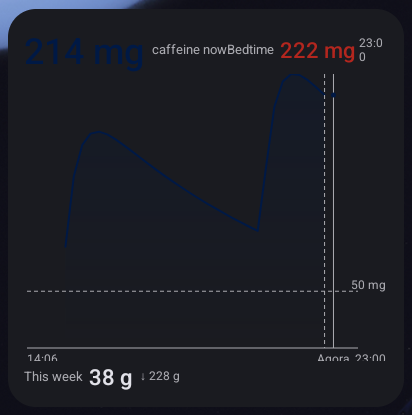 214 mg caffeine nowBedtime 222 mg 23:0
0
50 mg
14:06 Agora 23:00
This week 38 g ↓ 228 g